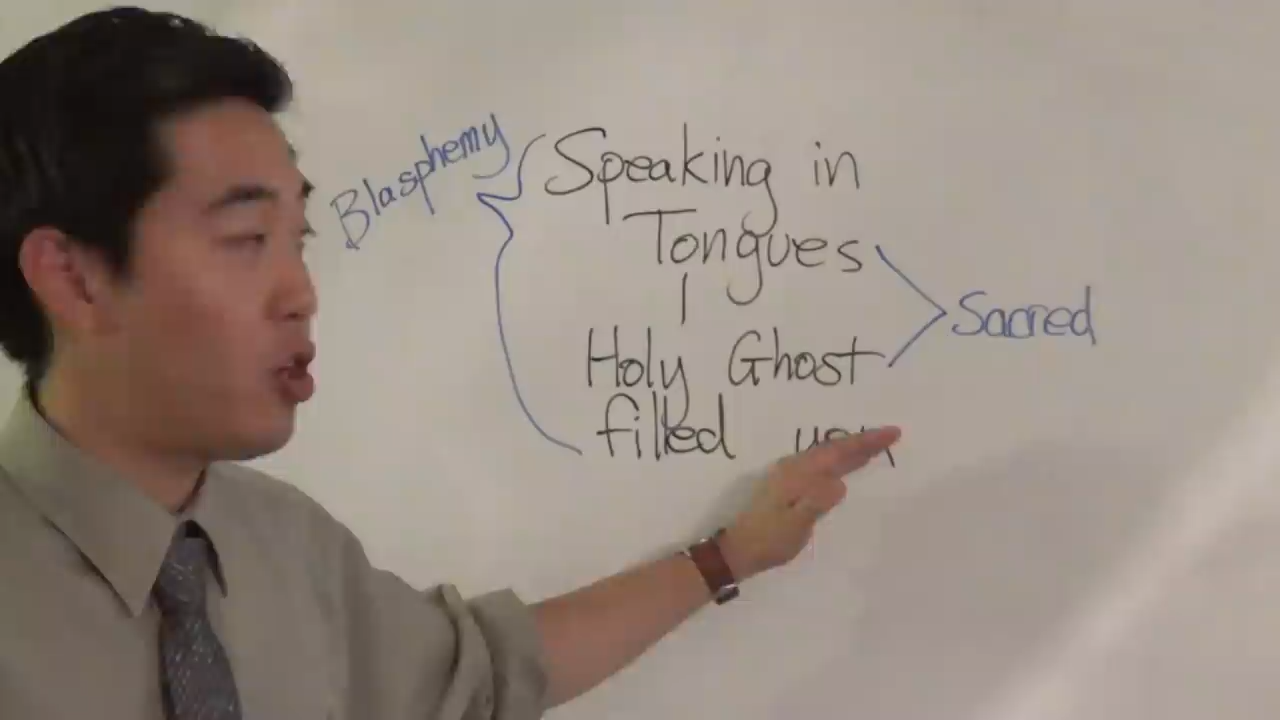 Blasphemy
Speaking in
Tongues
Holy Ghost
filled
Sacred